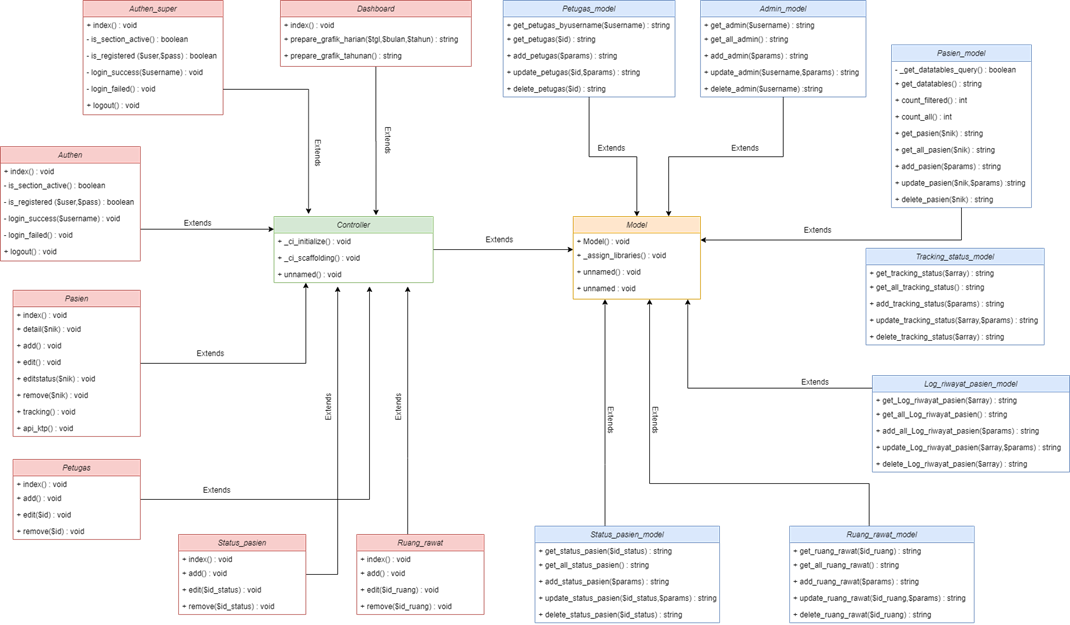 Authen_super
+ index() : void
- is_section_active() : boolean
- is_registered ($user,$pass) : boolean
- login_success($username) : void
- login_failed() : void
+ logout() : void
Dashboard
+ index() : void
+ prepare_grafik_harian($tgl,$bulan,$tahun) : string
+ prepare_grafik_tahunan() : string
Petugas_model
+ get_petugas_byusername($username) : string
+ get_petugas($id) : string
+ add_petugas($params) : string
+ update_petugas($id,$params) : string
+ delete_petugas($id) : string
Admin_model
+ get_admin($username) : string
+ get_all_admin() : string
+ add_admin($params) : string
+ update_admin($username,$params) : string
+ delete_admin($username) :string
Pasien_model
- _get_datatables_query() : boolean
+ get_datatables() : string
+ count_filtered() : int
+ count_all() : int
+ get_pasien($nik) : string
+ get_all_pasien($nik) : string
+ add_pasien($params) : string
+ update_pasien($nik,$params) :string
+ delete_pasien($nik) : string
Authen
+ index() : void
- is_section_active() : boolean
- is_registered ($user,$pass) : boolean
- login_success($username) : void
- login_failed() : void
+ logout() : void
Extends
Extends
Extends
Extends
Extends
Controller
+ _ci_initialize() : void
+ _ci_scaffolding() : void
+ unnamed() : void
Extends
Model
+ Model() : void
+ _assign_libraries() : void
+ unnamed() : void
+ unnamed : void
Extends
Tracking_status_model
+ get_tracking_status($array) : string
+ get_all_tracking_status() : string
+ add_tracking_status($params) : string
+ update_tracking_status($array,$params) : string
+ delete_tracking_status($array) : string
Pasien
+ index() : void
+ detail($nik) : void
+ add() : void
+ edit() : void
+ editstatus($nik) : void
+ remove($nik) : void
+ tracking() : void
+ api_ktp() : void
Extends
Extends
Extends
Extends
Extends
Extends
Log_riwayat_pasien_model
+ get_Log_riwayat_pasien($array) : string
+ get_all_Log_riwayat_pasien() : string
+ add_all_Log_riwayat_pasien($params) : string
+ update_Log_riwayat_pasien($array,$params) : string
+ delete_Log_riwayat_pasien($array) : string
Petugas
+ index() : void
+ add() : void
+ edit($id) : void
+ remove($id) : void
Extends
Status_pasien
+ index() : void
+ add() : void
+ edit($id_status) : void
+ remove($id_status) : void
Ruang_rawat
+ index() : void
+ add() : void
+ edit($id_ruang) : void
+ remove($id_ruang) : void
Status_pasien_model
+ get_status_pasien($id_status) : string
+ get_all_status_pasien() : string
+ add_status_pasien($params) : string
+ update_status_pasien($id_status,$params) : string
+ delete_status_pasien($id_status) : string
Ruang_rawat_model
+ get_ruang_rawat($id_ruang) : string
+ get_all_ruang_rawat() : string
+ add_ruang_rawat($params) : string
+ update_ruang_rawat($id_ruang,$params) : string
+ delete_ruang_rawat($id_ruang) : string